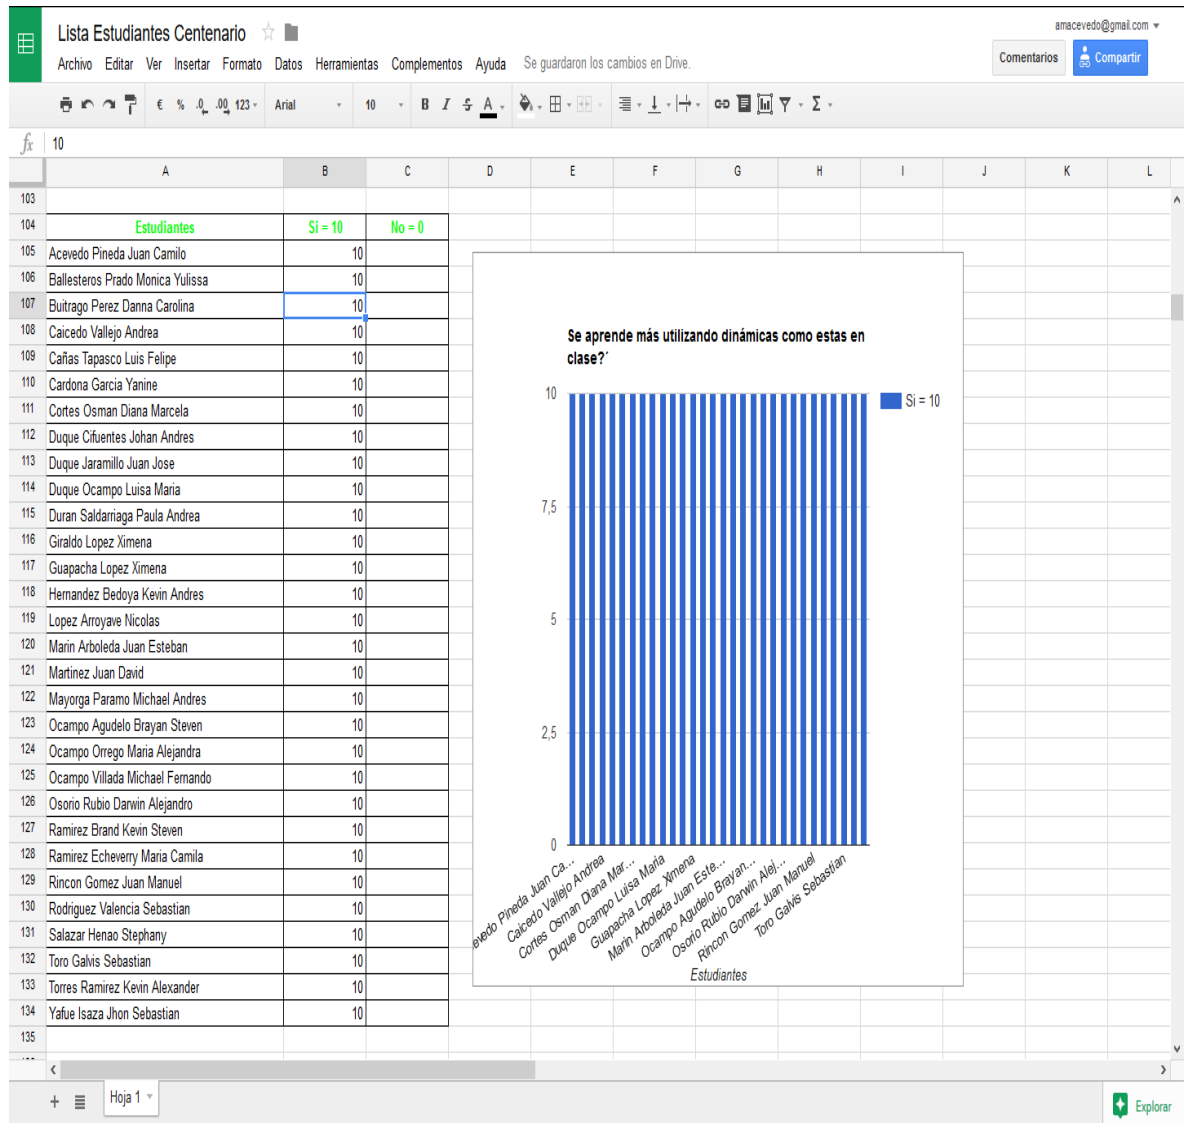 Lista Estudiantes Centenario
amacevedo@gmail.com
Archivo Editar Ver Insertar Formato Datos Herramientas Complementos Ayuda Se guardaron los cambios en Drive.
Comentarios Compartir
€ % .0 .00 123 Arial 10 B I S A
fx 10
A B C D E F G H I J K L
103
104 Estudiantes Si = 10 No = 0
105 Acevedo Pineda Juan Camilo 10
106 Ballesteros Prado Monica Yulissa 10
107 Buitrago Perez Danna Carolina 10
108 Caicedo Vallejo Andrea 10
109 Cañas Tapasco Luis Felipe 10
110 Cardona Garcia Yanine 10
111 Cortes Osman Diana Marcela 10
112 Duque Cifuentes Johan Andres 10
113 Duque Jaramillo Juan Jose 10
114 Duque Ocampo Luisa Maria 10
115 Duran Saldarriaga Paula Andrea 10
116 Giraldo Lopez Ximena 10
117 Guapacha Lopez Ximena 10
118 Hernandez Bedoya Kevin Andres 10
119 Lopez Arroyave Nicolas 10
120 Marin Arboleda Juan Esteban 10
121 Martinez Juan David 10
122 Mayorga Paramo Michael Andres 10
123 Ocampo Agudelo Brayan Steven 10
124 Ocampo Orrego Maria Alejandra 10
125 Ocampo Villada Michael Fernando 10
126 Osorio Rubio Darwin Alejandro 10
127 Ramirez Brand Kevin Steven 10
128 Ramirez Echeverry Maria Camila 10
129 Rincon Gomez Juan Manuel 10
130 Rodriguez Valencia Sebastian 10
131 Salazar Henao Stephany 10
132 Toro Galvis Sebastian 10
133 Torres Ramirez Kevin Alexander 10
134 Yafue Isaza Jhon Sebastian 10
135
Se aprende más utilizando dinámicas como estas en
clase?´
10
7,5
5
2,5
0
Si = 10
evedo Pineda Juan Ca...
Caicedo Vallejo Andrea
Cortes Osman Diana Mar...
Duque Ocampo Luisa Maria
Guapacha Lopez Ximena
Marin Arboleda Juan Este...
Ocampo Agudelo Brayan...
Osorio Rubio Darwin Alej...
Rincon Gomez Juan Manuel
Toro Galvis Sebastian
Estudiantes
Hoja 1
Explorar